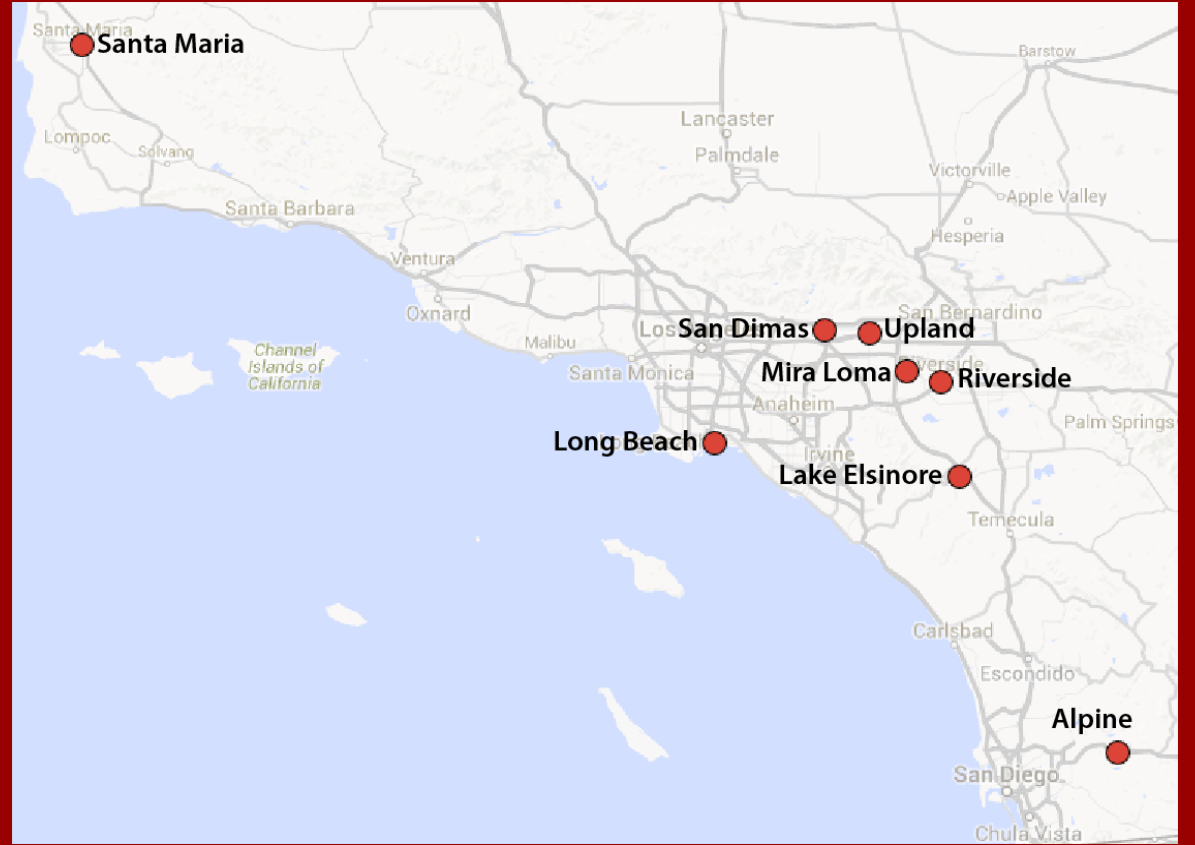 Santa Maria
Santa Maria
Barstow
Lancaster
Lompoc
Solvang
Palmdale
Victorville
Apple Valley
Santa Barbara
Hesperia
Ventura
Oxnard
San Bernardino
San Dimas
Upland
Los
Malibu
Channel
Islands of
California
Santa Monica
Mira Loma
Riverside
Riverside
Anaheim
Palm Springs
Long Beach
Irvine
Lake Elsinore
Temecula
Carlsbad
Escondido
Alpine
San Diego
Chula Vista